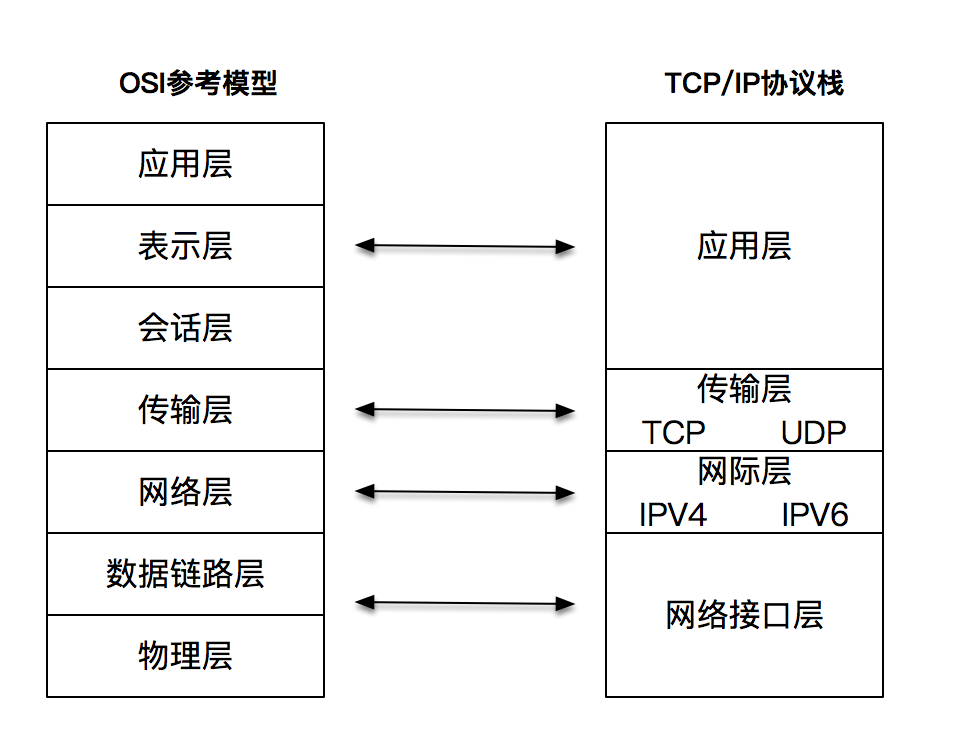 OSI参考模型
应用层
表示层
会话层
传输层
网络层
数据链路层
物理层
TCP/IP协议栈
应用层
传输层
TCP UDP
网际层
IPV4 IPV6
网络接口层